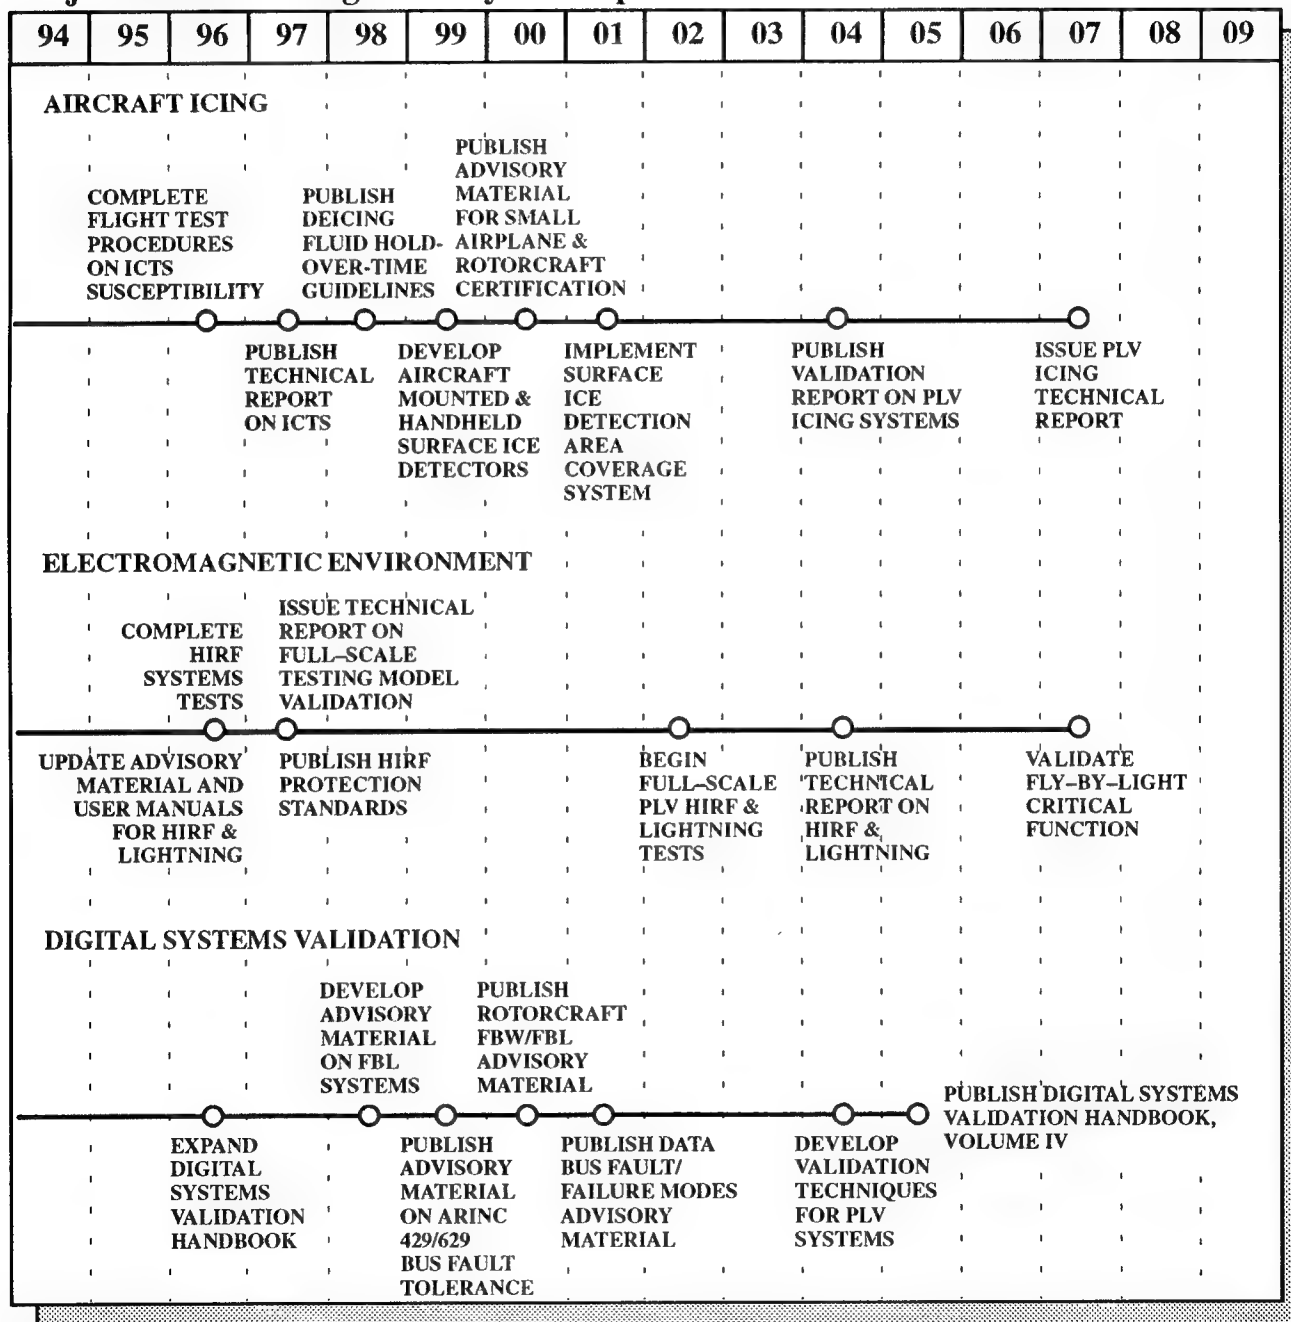 94 95 96 97 98 99 00 01 02 03 04 05 06 07 08 09
AIRCRAFT ICING
COMPLETE
FLIGHT TEST
PROCEDURES
ON ICTS
SUSCEPTIBILITY
PUBLISH
DEICING
FLUID HOLD-
OVER-TIME
GUIDELINES
PUBLISH
ADVISORY
MATERIAL
FOR SMALL
AIRPLANE &
ROTORCRAFT
CERTIFICATION
PUBLISH
TECHNICAL
REPORT
ON ICTS
DEVELOP
AIRCRAFT
MOUNTED &
HANDHELD
SURFACE ICE
DETECTORS
IMPLEMENT
SURFACE
ICE
DETECTION
AREA
COVERAGE
SYSTEM
PUBLISH
VALIDATION
REPORT ON PLV
ICING SYSTEMS
ISSUE PLV
ICING
TECHNICAL
REPORT
ELECTROMAGNETIC ENVIRONMENT
COMPLETE
HIRF
SYSTEMS
TESTS
ISSUE TECHNICAL
REPORT ON
FULL–SCALE
TESTING MODEL
VALIDATION
UPDATE ADVISORY
MATERIAL AND
USER MANUALS
FOR HIRF &
LIGHTNING
PUBLISH HIRF
PROTECTION
STANDARDS
BEGIN
FULL–SCALE
PLV HIRF &
LIGHTNING
TESTS
PUBLISH
TECHNICAL
REPORT ON
HIRF &
LIGHTNING
VALIDATE
FLY–BY–LIGHT
CRITICAL
FUNCTION
DIGITAL SYSTEMS VALIDATION
DEVELOP
ADVISORY
MATERIAL
ON FBL
SYSTEMS
PUBLISH
ROTORCRAFT
FBW/FBL
ADVISORY
MATERIAL
PUBLISH DIGITAL SYSTEMS
VALIDATION HANDBOOK,
VOLUME IV
EXPAND
DIGITAL
SYSTEMS
VALIDATION
HANDBOOK
PUBLISH
ADVISORY
MATERIAL
ON ARINC
429/629
BUS FAULT
TOLERANCE
PUBLISH DATA
BUS FAULT/
FAILURE MODES
ADVISORY
MATERIAL
DEVELOP
VALIDATION
TECHNIQUES
FOR PLV
SYSTEMS